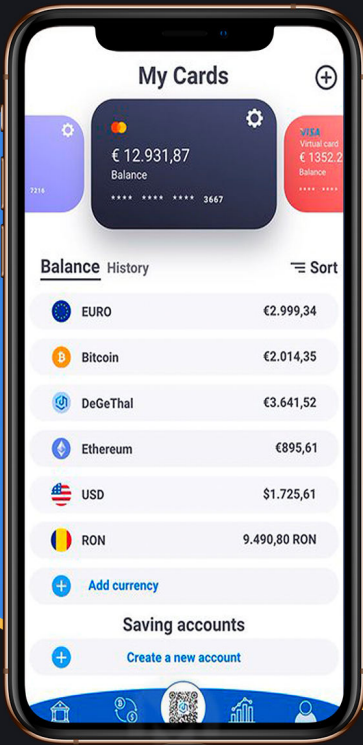 My Cards
7216
€ 12.931,87
Balance
**** **** **** 3667
VISA
Virtual card
€ 1352.2
Balance
**** ****
Balance History
Sort
EURO €2.999,34
Bitcoin €2.014,35
DeGeThal €3.641,52
Ethereum €895,61
USD $1.725,61
RON 9.490,80 RON
Add currency
Saving accounts
Create a new account